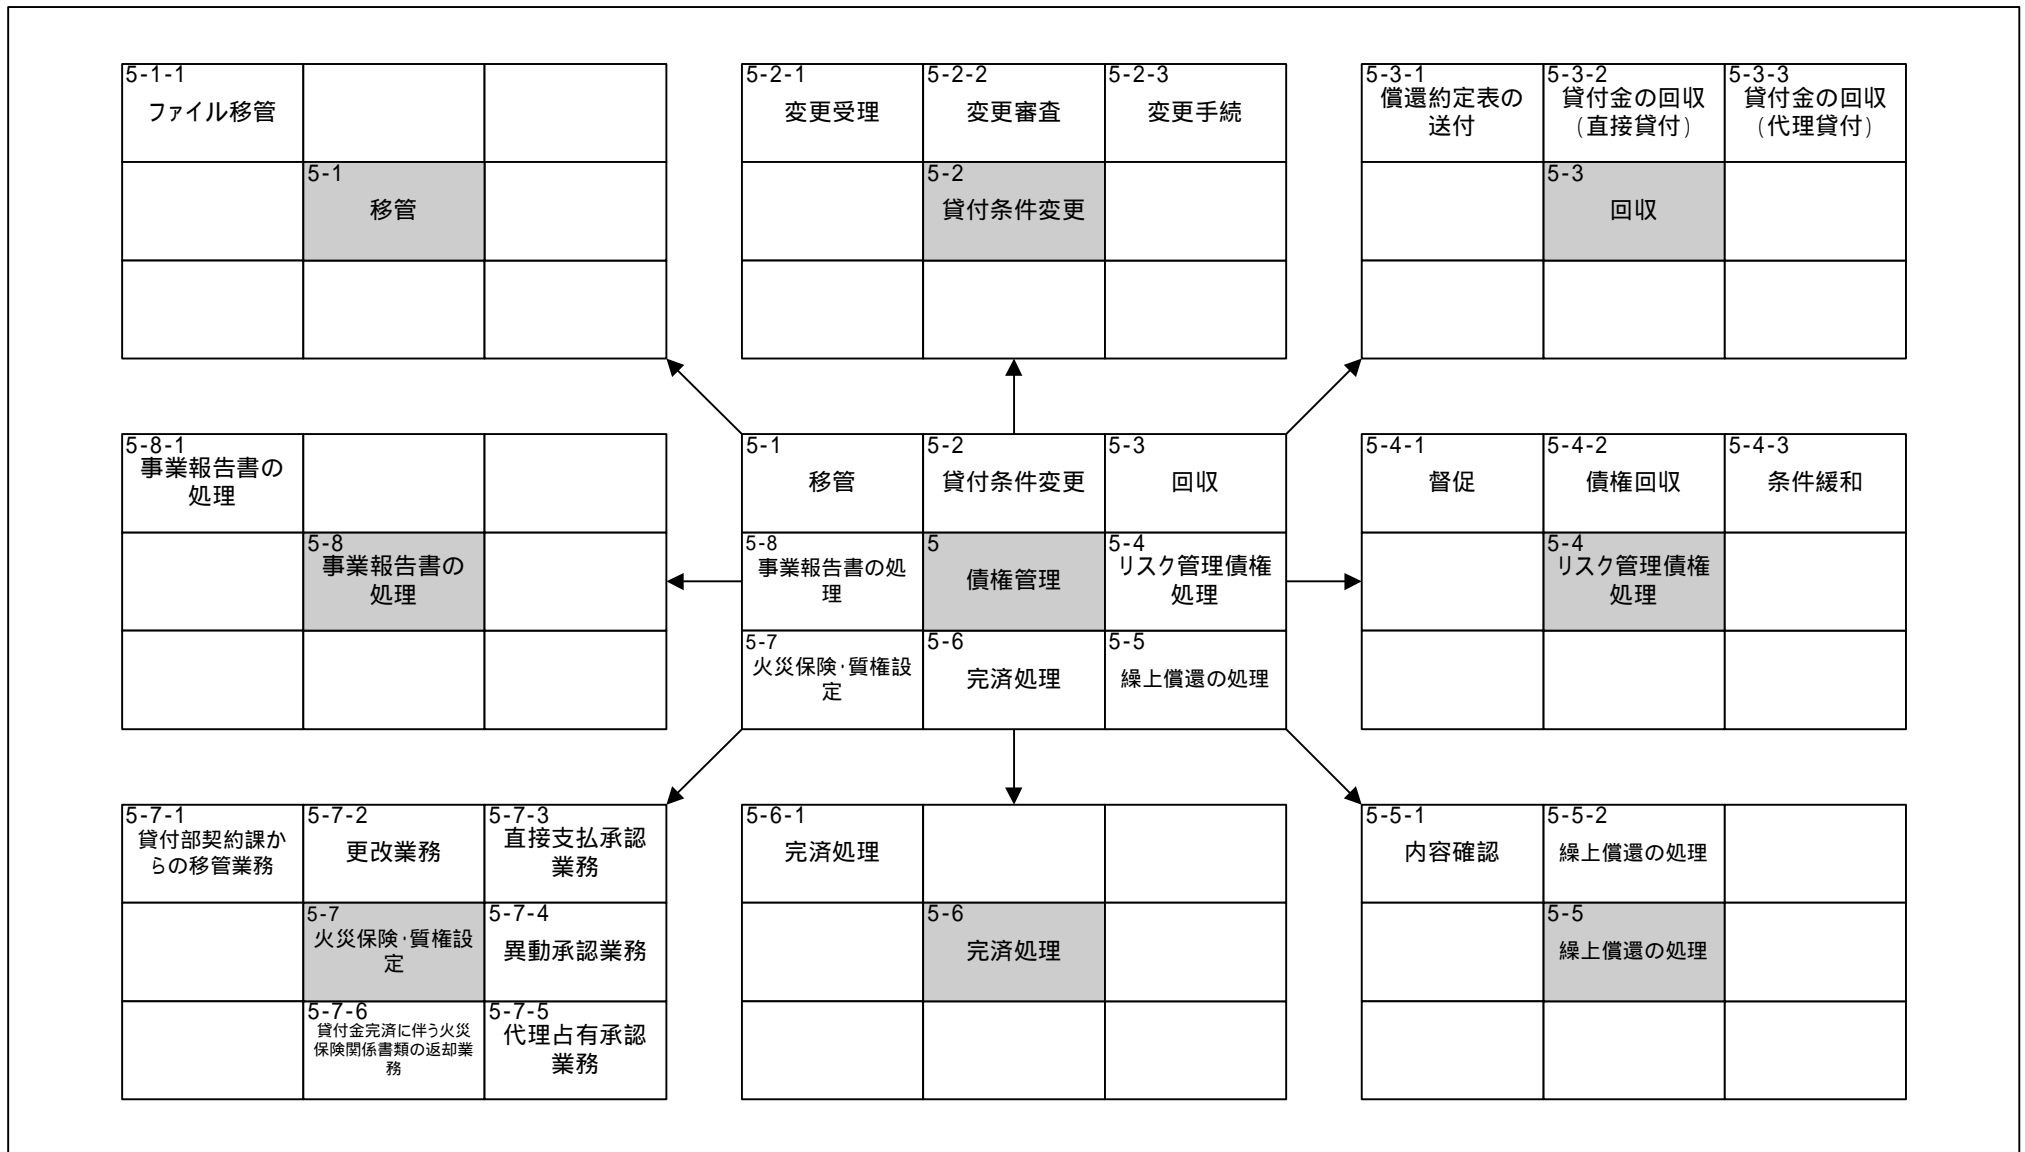 5-1-1
ファイル移管
5-1
移管
5-2-1
変更受理
5-2-2
変更審査
5-2-3
変更手続
5-2
貸付条件変更
5-3-1
償還約定表の
送付
5-3-2
貸付金の回収
(直接貸付)
5-3-3
貸付金の回収
(代理貸付)
5-3
回収
5-8-1
事業報告書の
処理
5-8
事業報告書の
処理
5-1
移管
5-2
貸付条件変更
5-3
回収
5-8
事業報告書の処
理
5
債権管理
5-4
リスク管理債権
処理
5-7
火災保険・質権設
定
5-6
完済処理
5-5
繰上償還の処理
5-4-1
督促
5-4-2
債権回収
5-4-3
条件緩和
5-4
リスク管理債権
処理
5-7-1
貸付部契約課か
らの移管業務
5-7-2
更改業務
5-7-3
直接支払承認
業務
5-7
火災保険・質権設
定
5-7-4
異動承認業務
5-7-6
貸付金完済に伴う火災
保険関係書類の返却業
務
5-7-5
代理占有承認
業務
5-6-1
完済処理
5-6
完済処理
5-5-1
内容確認
5-5-2
繰上償還の処理
5-5
繰上償還の処理